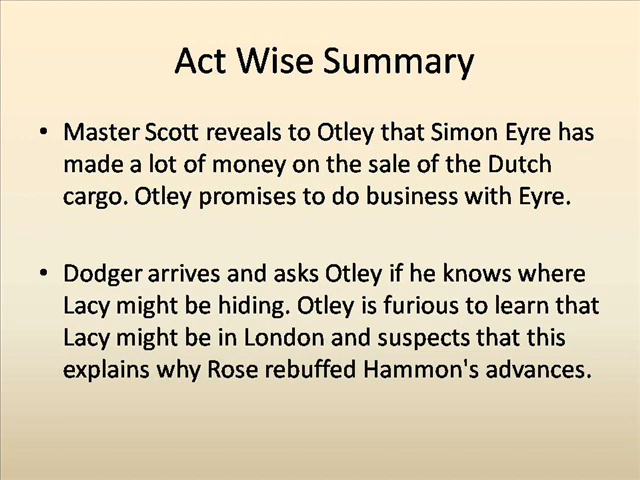 Act Wise Summary
• Master Scott reveals to Otley that Simon Eyre has
made a lot of money on the sale of the Dutch
cargo. Otley promises to do business with Eyre.
• Dodger arrives and asks Otley if he knows where
Lacy might be hiding. Otley is furious to learn that
Lacy might be in London and suspects that this
explains why Rose rebuffed Hammon's advances.